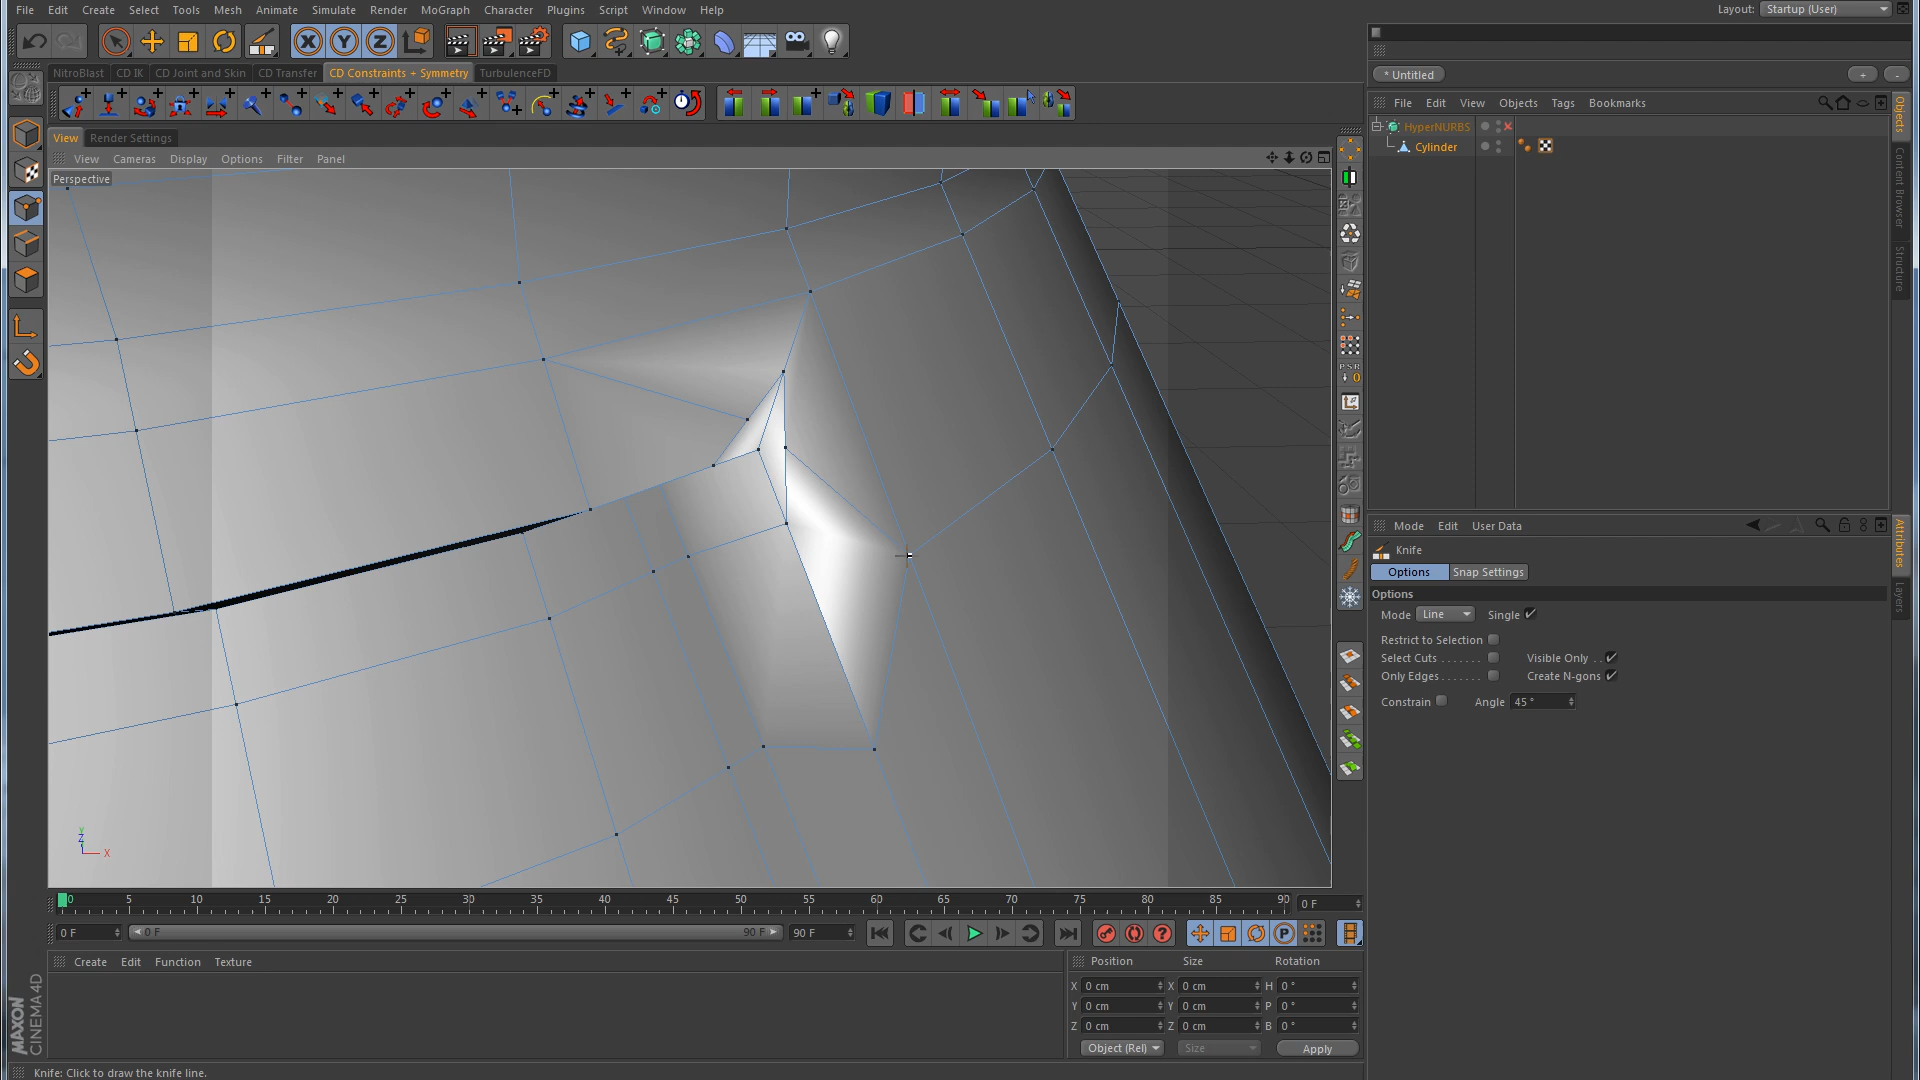 File Edit Create Select Tools Mesh Animate Simulate Render MoGraph Character Plugins Script Window Help
Layout: Startup (User)
NitroBlast CD IK CD Joint and Skin CD Transfer CD Constraints + Symmetry TurbulenceFD
* Untitled
+ -
View Render Settings
File Edit View Objects Tags Bookmarks
View Cameras Display Options Filter Panel
Perspective
HyperNURBS
Cylinder
Objects
Content Browser
Structure
P S R
0
Mode Edit User Data
Knife
Options Snap Settings
Options
Mode Line Single
Restrict to Selection
Select Cuts . . . . . . . Visible Only . .
Only Edges . . . . . . . Create N-gons
Constrain Angle 45 °
Attributes
Layers
Y
Z
X
0 5 10 15 20 25 30 35 40 45 50 55 60 65 70 75 80 85 90 0 F
0 F 0 F 90 F 90 F
Create Edit Function Texture
Position Size Rotation
X 0 cm X 0 cm H 0 °
Y 0 cm Y 0 cm P 0 °
Z 0 cm Z 0 cm B 0 °
Object (Rel) Size Apply
MAXON
CINEMA 4D
Knife: Click to draw the knife line.